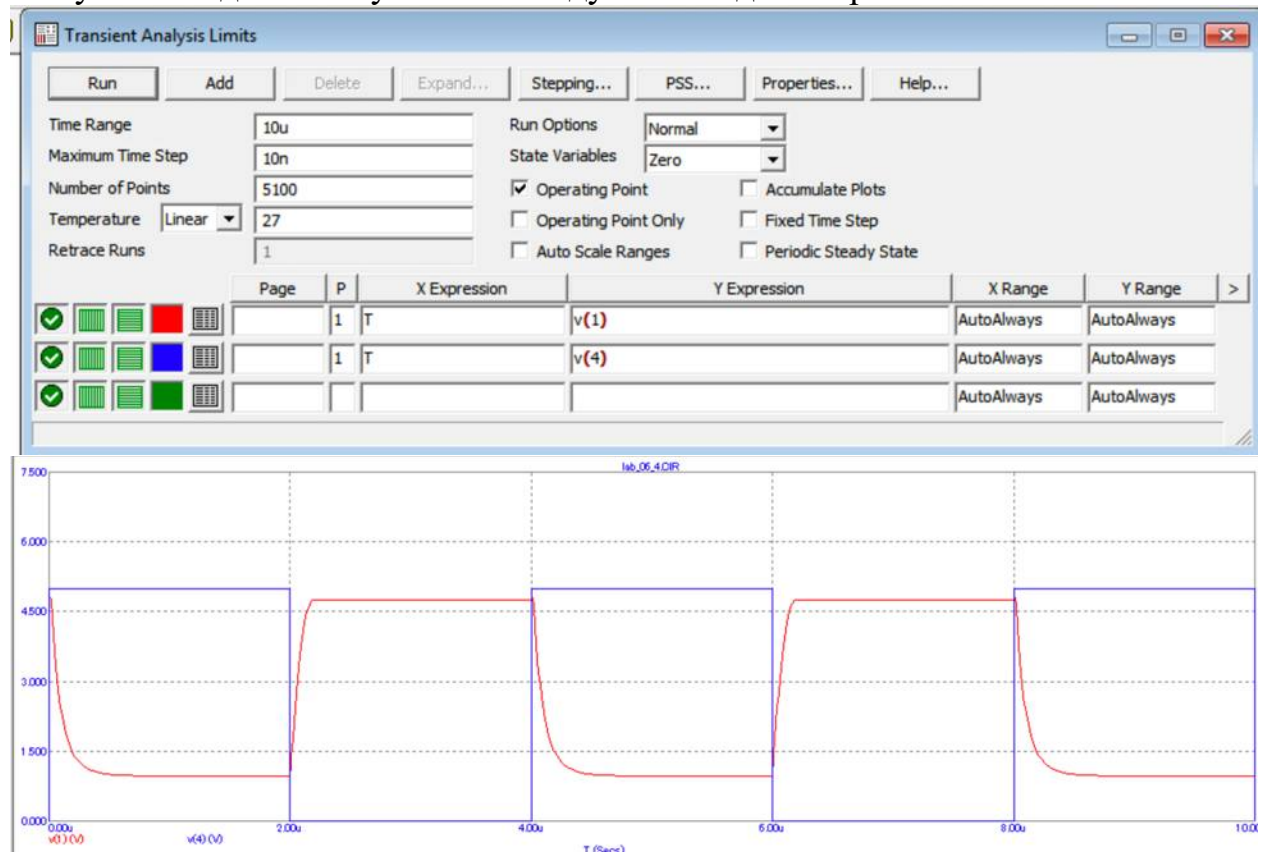 Transient Analysis Limits
Run Add Delete Expand... Stepping... PSS... Properties... Help...
Time Range 10u Run Options Normal
Maximum Time Step 10n State Variables Zero
Number of Points 5100 Operating Point Accumulate Plots
Temperature Linear 27 Operating Point Only Fixed Time Step
Retrace Runs 1 Auto Scale Ranges Periodic Steady State
Page P X Expression Y Expression X Range Y Range >
1 T v(1) AutoAlways AutoAlways
1 T v(4) AutoAlways AutoAlways
AutoAlways AutoAlways
lab_06_4.CIR
7.500
6.000
4.500
3.000
1.500
0.000
0.00u 2.00u 4.00u 6.00u 8.00u 10.00
v(1) (V) v(4) (V)
T (Secs)